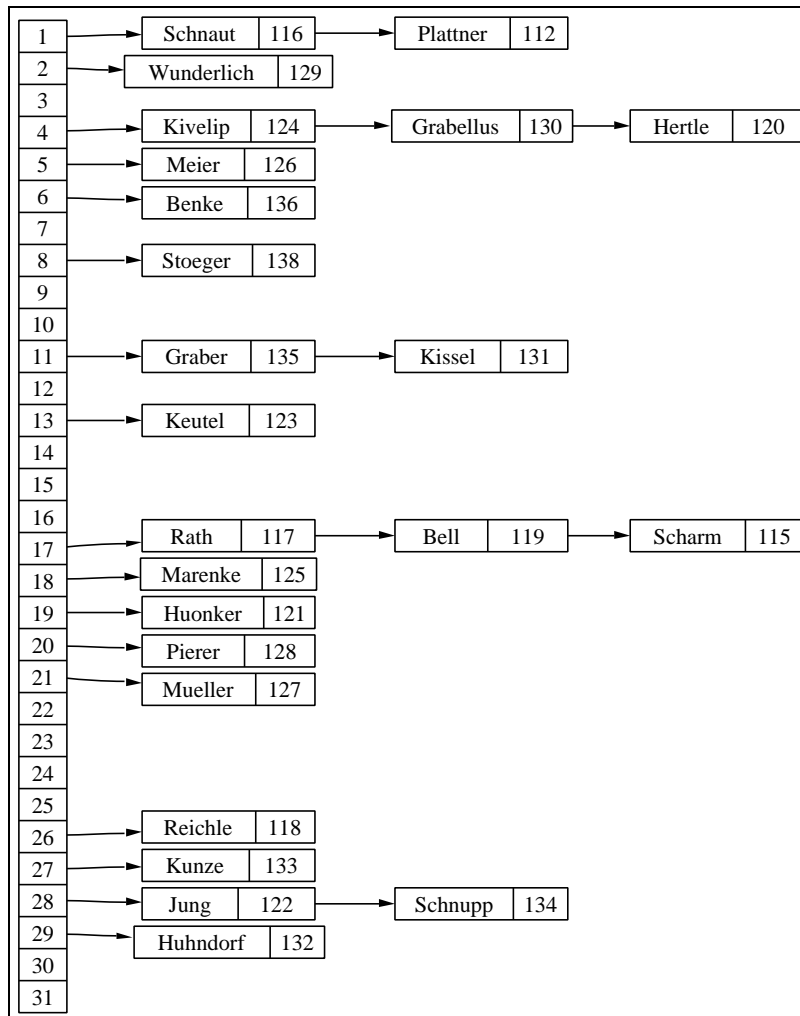 1 Schnaut 116 Plattner 112
2 Wunderlich 129
3
4 Kivelip 124 Grabellus 130 Hertle 120
5 Meier 126
6 Benke 136
7
8 Stoeger 138
9
10
11 Graber 135 Kissel 131
12
13 Keutel 123
14
15
16
17 Rath 117 Bell 119 Scharm 115
18 Marenke 125
19 Huonker 121
20 Pierer 128
21 Mueller 127
22
23
24
25
26 Reichle 118
27 Kunze 133
28 Jung 122 Schnupp 134
29 Huhndorf 132
30
31